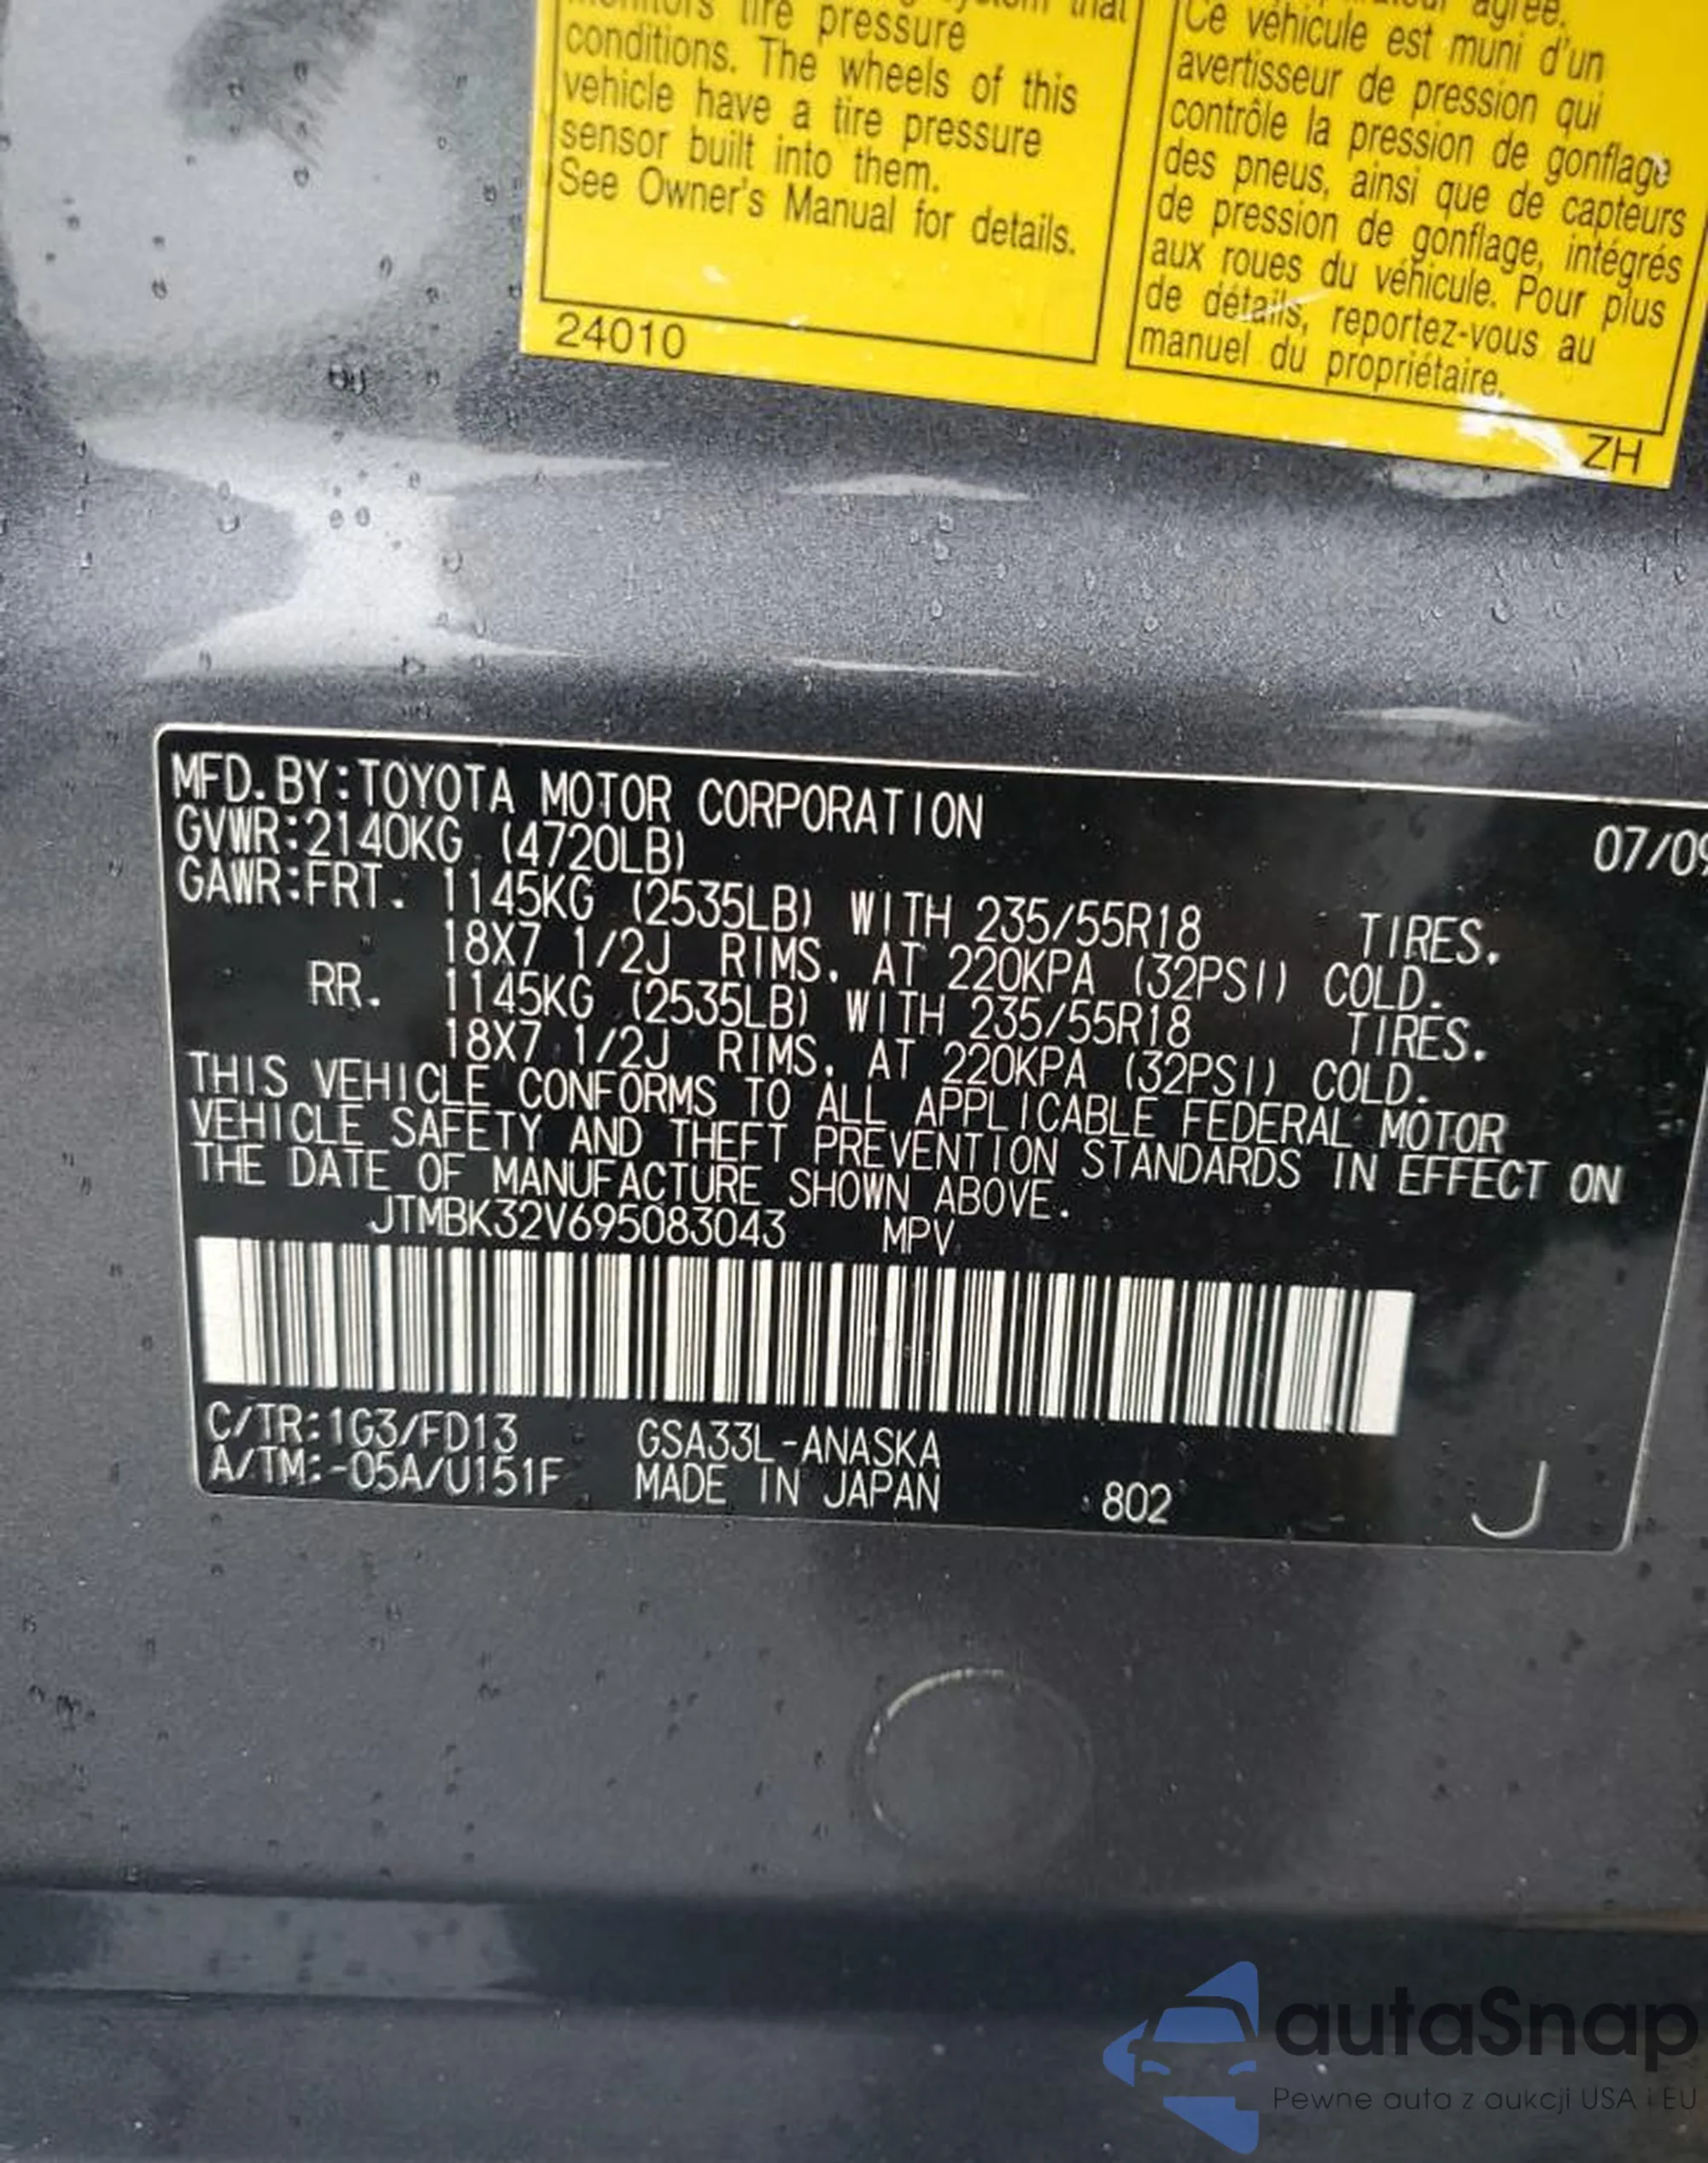 monitors tire pressure
conditions. The wheels of this
vehicle have a tire pressure
sensor built into them.
See Owner's Manual for details.
24010
agréé.
Ce véhicule est muni d'un
avertisseur de pression qui
contrôle la pression de gonflage
des pneus, ainsi que de capteurs
de pression de gonflage, intégrés
aux roues du véhicule. Pour plus
de détails, reportez-vous au
manuel du propriétaire.
ZH
MFD.BY:TOYOTA MOTOR CORPORATION 07/09
GVWR:2140KG (4720LB)
GAWR:FRT. 1145KG (2535LB) WITH 235/55R18 TIRES.
18X7 1/2J RIMS. AT 220KPA (32PSI) COLD.
RR. 1145KG (2535LB) WITH 235/55R18 TIRES.
18X7 1/2J RIMS. AT 220KPA (32PSI) COLD.
THIS VEHICLE CONFORMS TO ALL APPLICABLE FEDERAL MOTOR
VEHICLE SAFETY AND THEFT PREVENTION STANDARDS IN EFFECT ON
THE DATE OF MANUFACTURE SHOWN ABOVE.
JTMBK32V695083043 MPV
C/TR:1G3/FD13 GSA33L-ANASKA
A/TM:-05A/U151F MADE IN JAPAN 802 J
autaSnap
Pewne auta z aukcji USA i EU